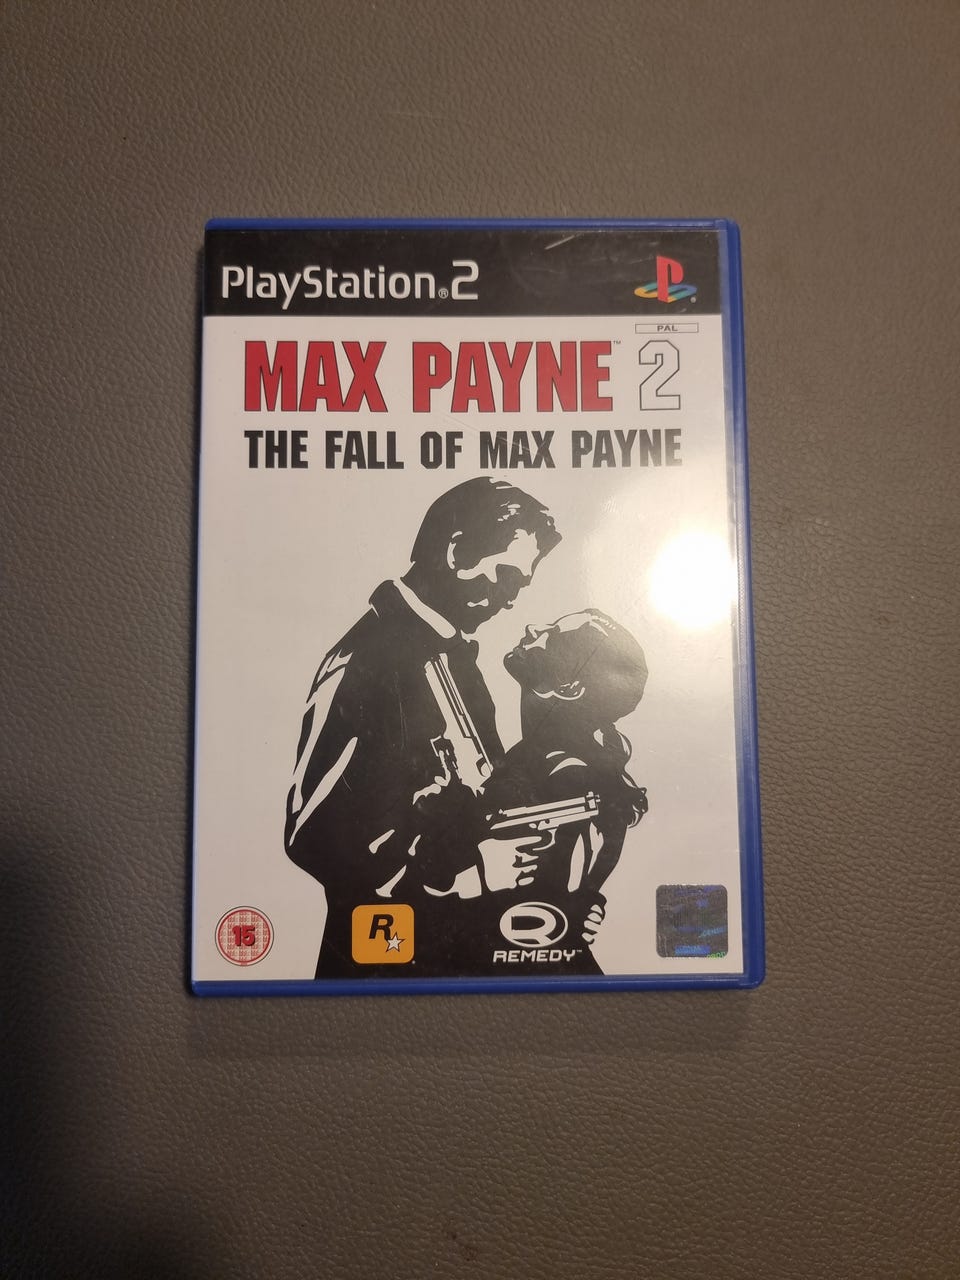 PlayStation®2
PAL
MAX PAYNE™ 2
THE FALL OF MAX PAYNE
15
R
REMEDY™